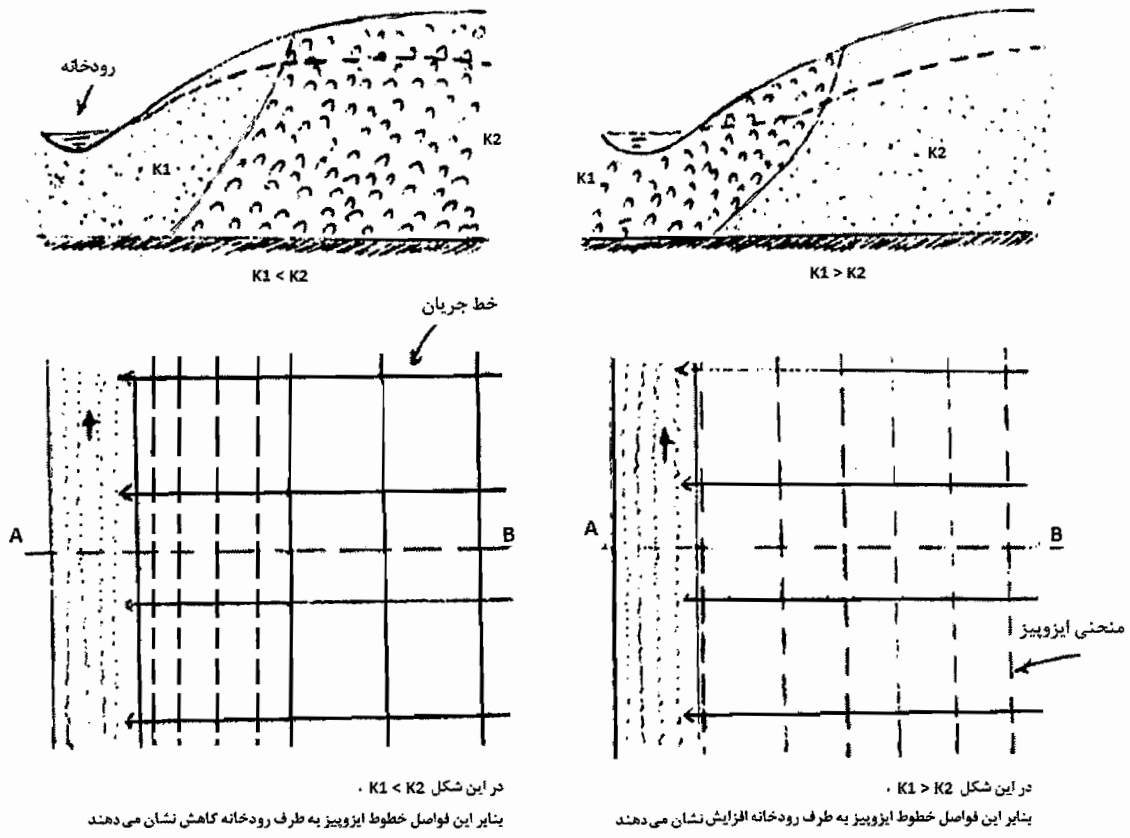 رودخانه
K1
K2
K1 < K2
K1
K2
K1 > K2
خط جریان
A
B
A
B
منحنی ایزوپیز
در این شکل K1 < K2 .
بنابر این فواصل خطوط ایزوپیز به طرف رودخانه کاهش نشان می دهند
در این شکل K1 > K2 .
بنابر این فواصل خطوط ایزوپیز به طرف رودخانه افزایش نشان می دهند